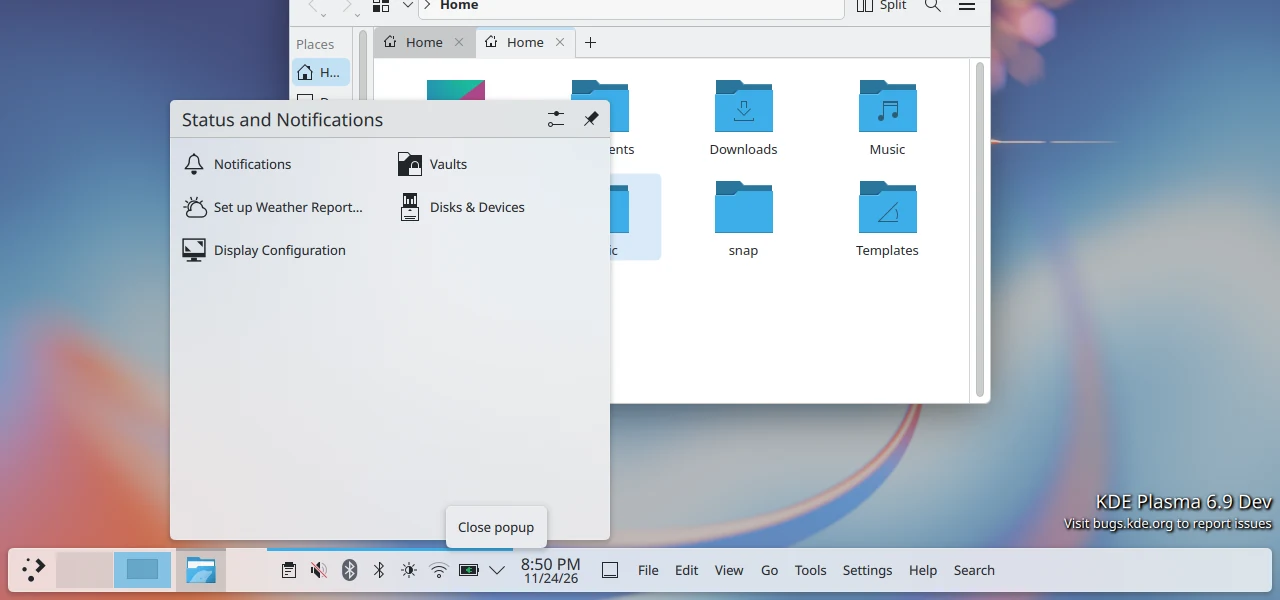 Home
Split
Places
Home
Home
H...
Status and Notifications
Notifications
Vaults
Set up Weather Report...
Disks & Devices
Display Configuration
ents
Downloads
Music
ic
snap
Templates
Close popup
KDE Plasma 6.9 Dev
Visit bugs.kde.org to report issues
8:50 PM
11/24/26
File Edit View Go Tools Settings Help Search